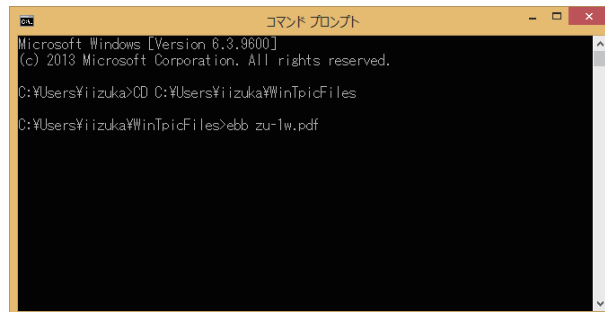 C:\.
コマンド プロンプト
Microsoft Windows [Version 6.3.9600]
(c) 2013 Microsoft Corporation. All rights reserved.
C:¥Users¥iizuka>CD C:¥Users¥iizuka¥WinTpicFiles
C:¥Users¥iizuka¥WinTpicFiles>ebb zu-1w.pdf